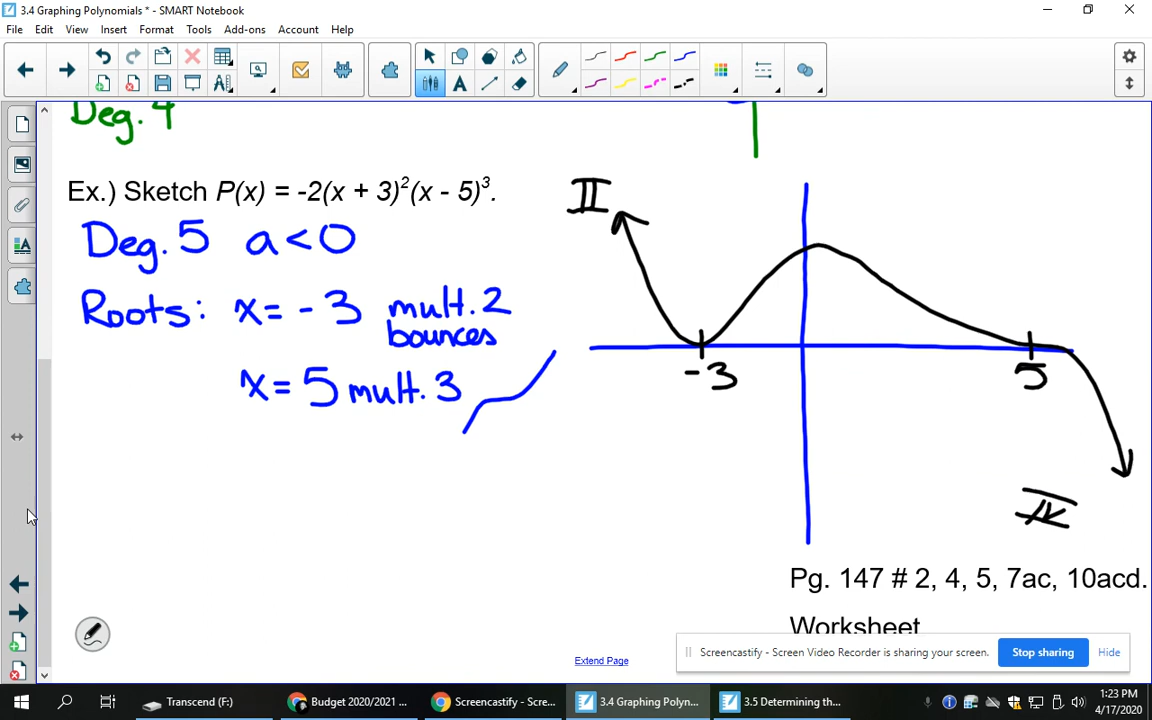 3.4 Graphing Polynomials * - SMART Notebook
File Edit View Insert Format Tools Add-ons Account Help
Deg. 4
Ex.) Sketch P(x) = -2(x + 3)²(x - 5)³.
Deg. 5 a < 0
Roots: x = -3 mult. 2
bounces
x = 5 mult. 3
II
-3
5
IV
Pg. 147 # 2, 4, 5, 7ac, 10acd.
Worksheet
Extend Page
Screencastify - Screen Video Recorder is sharing your screen. Stop sharing Hide
Transcend (F:) Budget 2020/2021 ... Screencastify - Scre... 3.4 Graphing Polyn... 3.5 Determining th...
1:23 PM
4/17/2020